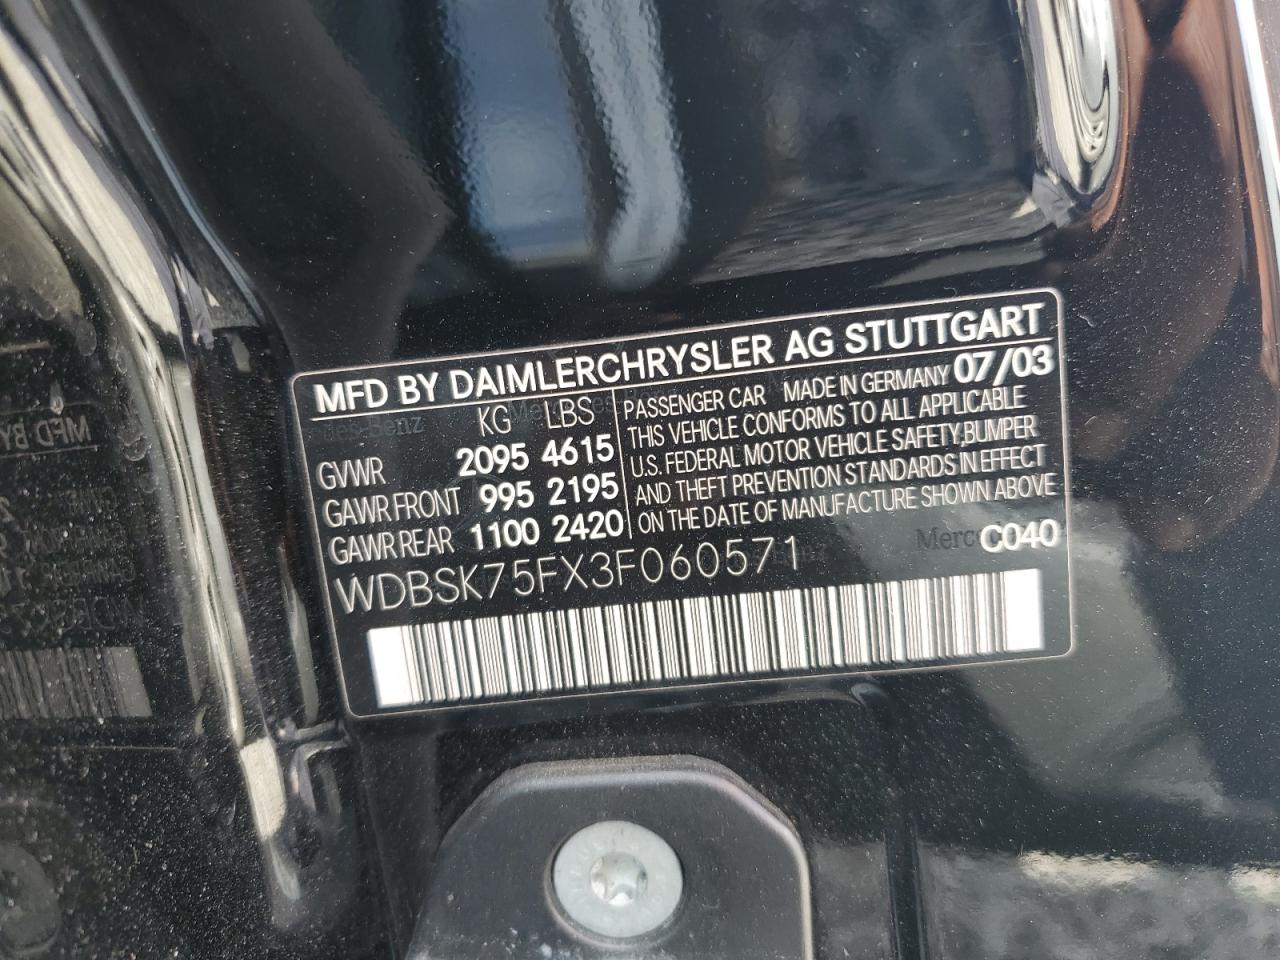 MFD BY DAIMLERCHRYSLER AG STUTTGART
KG LBS
GVWR 2095 4615
GAWR FRONT 995 2195
GAWR REAR 1100 2420
PASSENGER CAR MADE IN GERMANY 07/03
THIS VEHICLE CONFORMS TO ALL APPLICABLE
U.S. FEDERAL MOTOR VEHICLE SAFETY,BUMPER
AND THEFT PREVENTION STANDARDS IN EFFECT
ON THE DATE OF MANUFACTURE SHOWN ABOVE
C040
WDBSK75FX3F060571
MFD BY